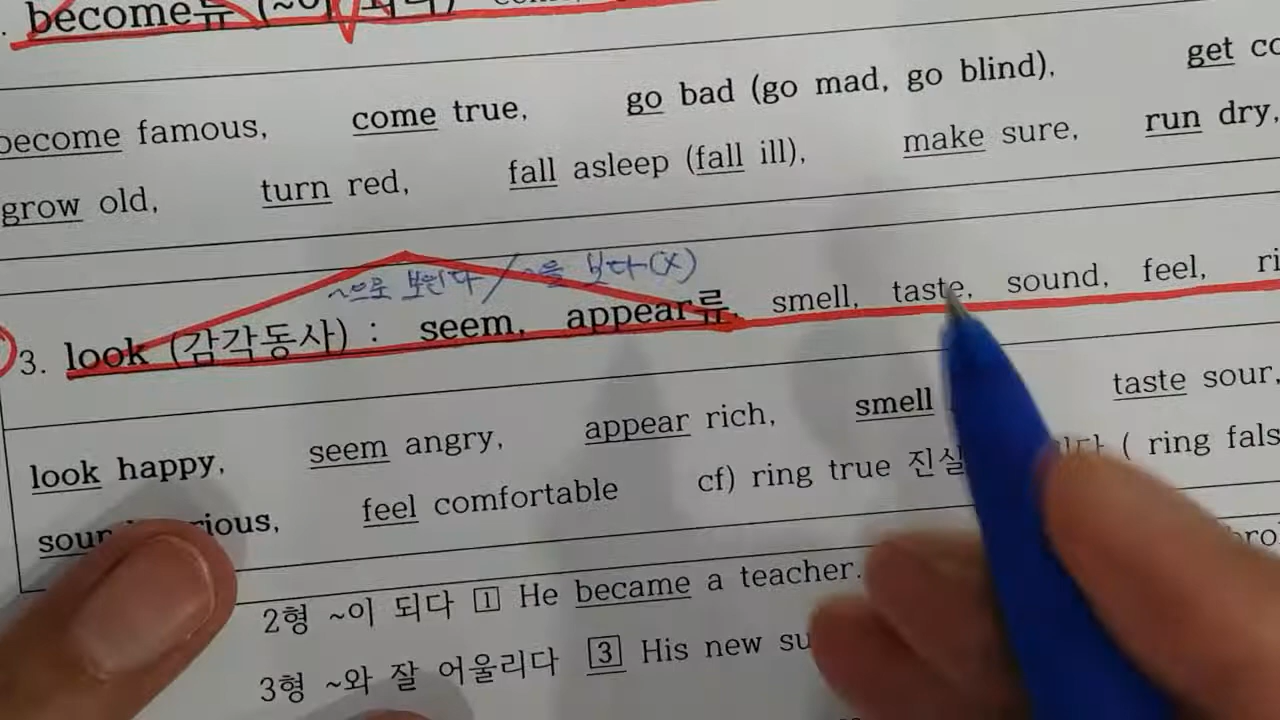 become류 (~이 되다)
become famous, come true, go bad (go mad, go blind), get
grow old, turn red, fall asleep (fall ill), make sure, run dry,
~으로 보인다 / ~을 보다(X)
3. look (감각동사) : seem, appear류, smell, taste, sound, feel,
look happy, seem angry, appear rich, smell taste sour,
feel comfortable cf) ring true ( ring
2형 ~이 되다 1 He became a teacher.
3형 ~와 잘 어울리다 3 His new